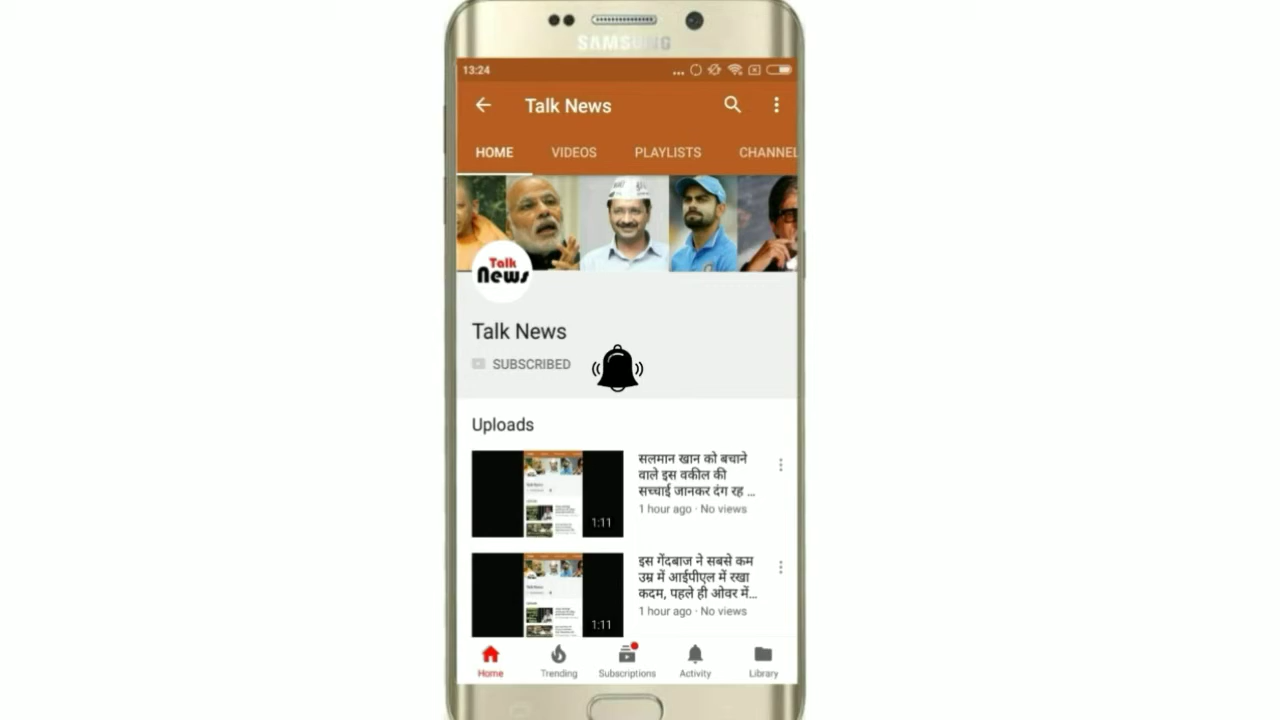 SAMSUNG
13:24
Talk News
HOME VIDEOS PLAYLISTS CHANNEL
Talk
News
Talk News
SUBSCRIBED
Uploads
सलमान खान को बचाने
वाले इस वकील की
सच्चाई जानकर दंग रह ...
1 hour ago · No views
1:11
इस गेंदबाज ने सबसे कम
उम्र में आईपीएल में रखा
कदम, पहले ही ओवर में...
1 hour ago · No views
1:11
Home Trending Subscriptions Activity Library